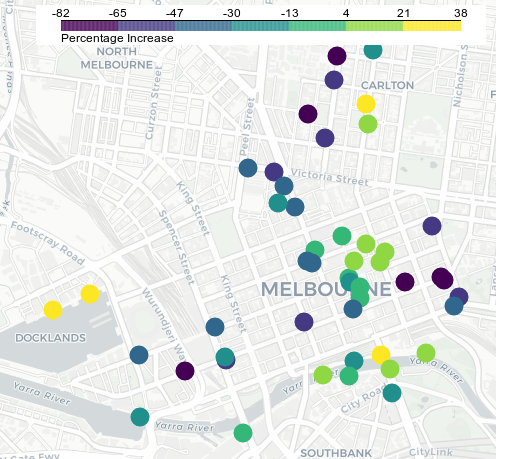 -82 -65 -47 -30 -13 4 21 38
Percentage Increase
NORTH
MELBOURNE
CARLTON
Nicholson S
F
Curzon Street
Peel Street
Victoria Street
King Street
Spencer Street
Footscray Road
King Street
Wurundjeri Wa
MELBOURNE
DOCKLANDS
Yarra River
Yarra River
Yarra River
Yarra
City Road
SOUTHBANK
CityLink
Gate Fwy